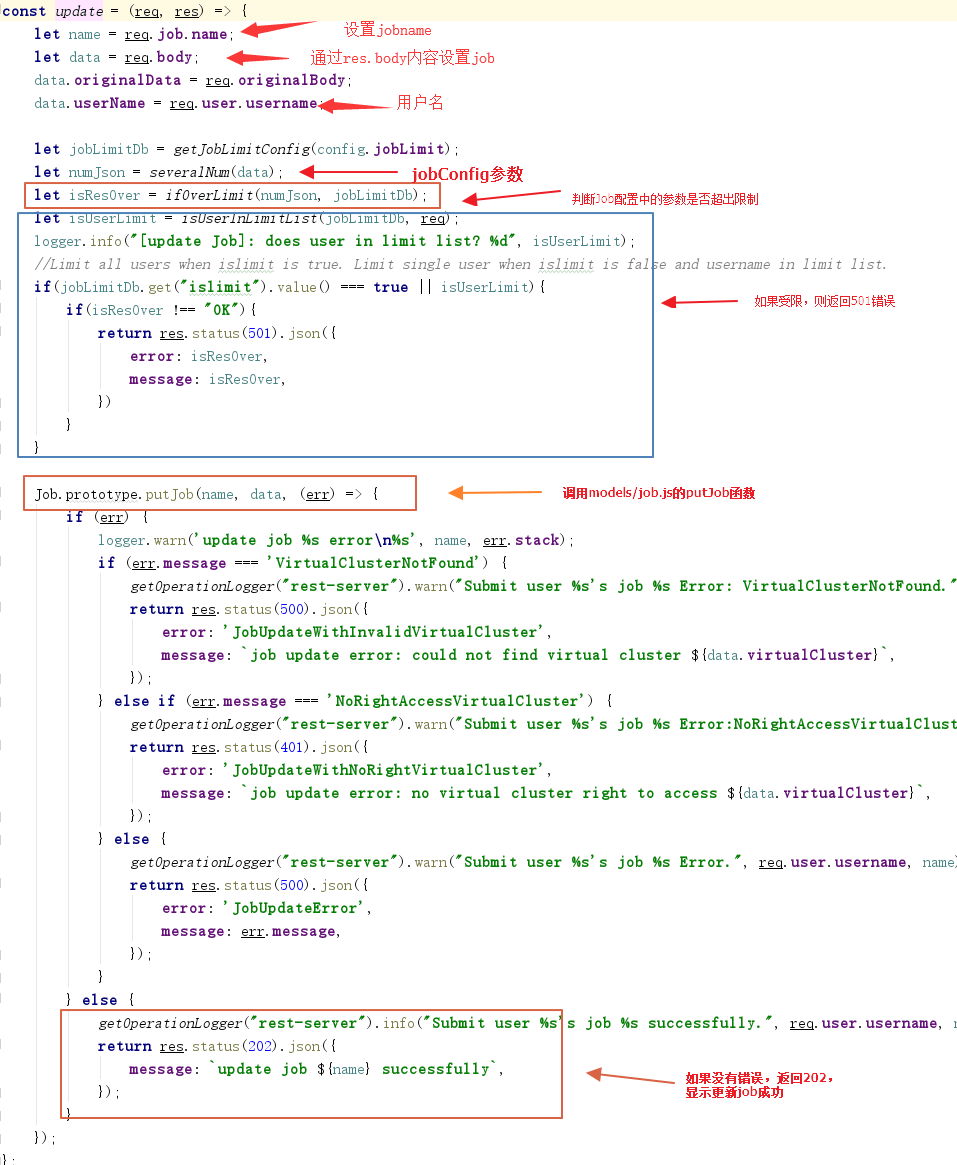 const update = (req, res) => {
let name = req.job.name; 设置jobname
let data = req.body; 通过res.body内容设置job
data.originalData = req.originalBody;
data.userName = req.user.username; 用户名
let jobLimitDb = getJobLimitConfig(config.jobLimit);
let numJson = severalNum(data); jobConfig参数
let isResOver = ifOverLimit(numJson, jobLimitDb); 判断Job配置中的参数是否超出限制
let isUserLimit = isUserInLimitList(jobLimitDb, req);
logger.info("[update Job]: does user in limit list? %d", isUserLimit);
//Limit all users when islimit is true. Limit single user when islimit is false and username in limit list.
if(jobLimitDb.get("islimit").value() === true || isUserLimit){
if(isResOver !== "OK"){ 如果受限，则返回501错误
return res.status(501).json({
error: isResOver,
message: isResOver,
})
}
}
Job.prototype.putJob(name, data, (err) => { 调用models/job.js的putJob函数
if (err) {
logger.warn('update job %s error\n%s', name, err.stack);
if (err.message === 'VirtualClusterNotFound') {
getOperationLogger("rest-server").warn("Submit user %s's job %s Error: VirtualClusterNotFound."
return res.status(500).json({
error: 'JobUpdateWithInvalidVirtualCluster',
message: `job update error: could not find virtual cluster ${data.virtualCluster}`,
});
} else if (err.message === 'NoRightAccessVirtualCluster') {
getOperationLogger("rest-server").warn("Submit user %s's job %s Error:NoRightAccessVirtualClust
return res.status(401).json({
error: 'JobUpdateWithNoRightVirtualCluster',
message: `job update error: no virtual cluster right to access ${data.virtualCluster}`,
});
} else {
getOperationLogger("rest-server").warn("Submit user %s's job %s Error.", req.user.username, name)
return res.status(500).json({
error: 'JobUpdateError',
message: err.message,
});
}
} else {
getOperationLogger("rest-server").info("Submit user %s's job %s successfully.", req.user.username,
return res.status(202).json({
message: `update job ${name} successfully`,
}); 如果没有错误，返回202，
显示更新job成功
}
});
};